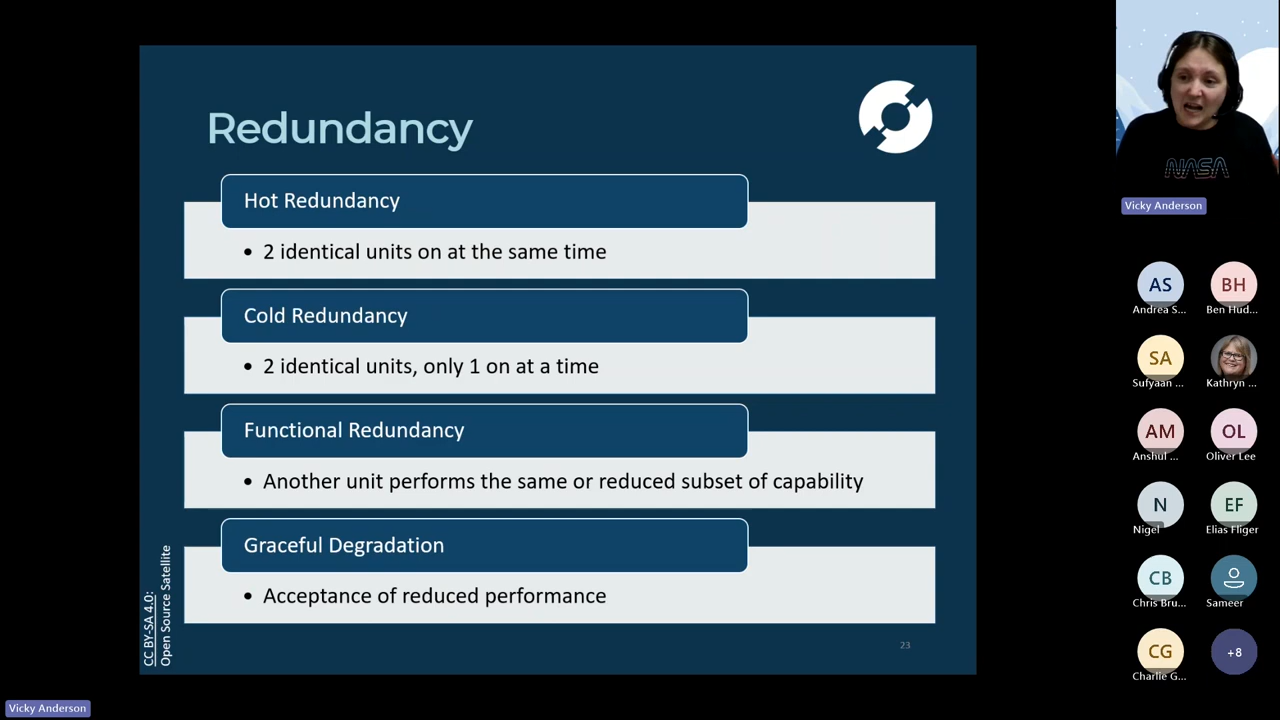 Redundancy
Hot Redundancy
• 2 identical units on at the same time
Cold Redundancy
• 2 identical units, only 1 on at a time
Functional Redundancy
• Another unit performs the same or reduced subset of capability
Graceful Degradation
• Acceptance of reduced performance
CC BY-SA 4.0:
Open Source Satellite
23
NASA
Vicky Anderson
AS
Andrea S...
BH
Ben Hud...
SA
Sufyaan ...
Kathryn ...
AM
Anshul ...
OL
Oliver Lee
N
Nigel
EF
Elias Fliger
CB
Chris Bru...
Sameer
CG
Charlie G...
+8
Vicky Anderson